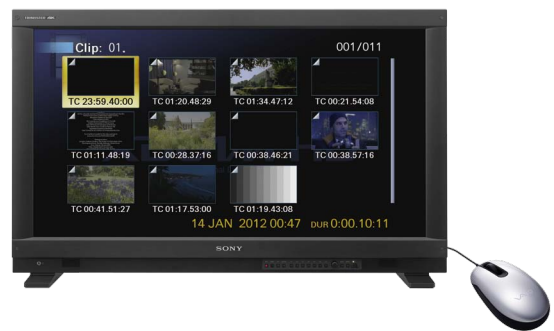 Clip: 01.
001/011
TC 23:59.40:00
TC 01:28.48:29
TC 01:34.47:12
TC 00:21.54:08
TC 01:11.48:19
TC 00:28.37:16
TC 00:38.46:21
TC 00:38.57:16
TC 00:41.51:27
TC 01:17.53:00
TC 01:19.43:08
14 JAN 2012 00:47 DUR 0:00.10:11
SONY